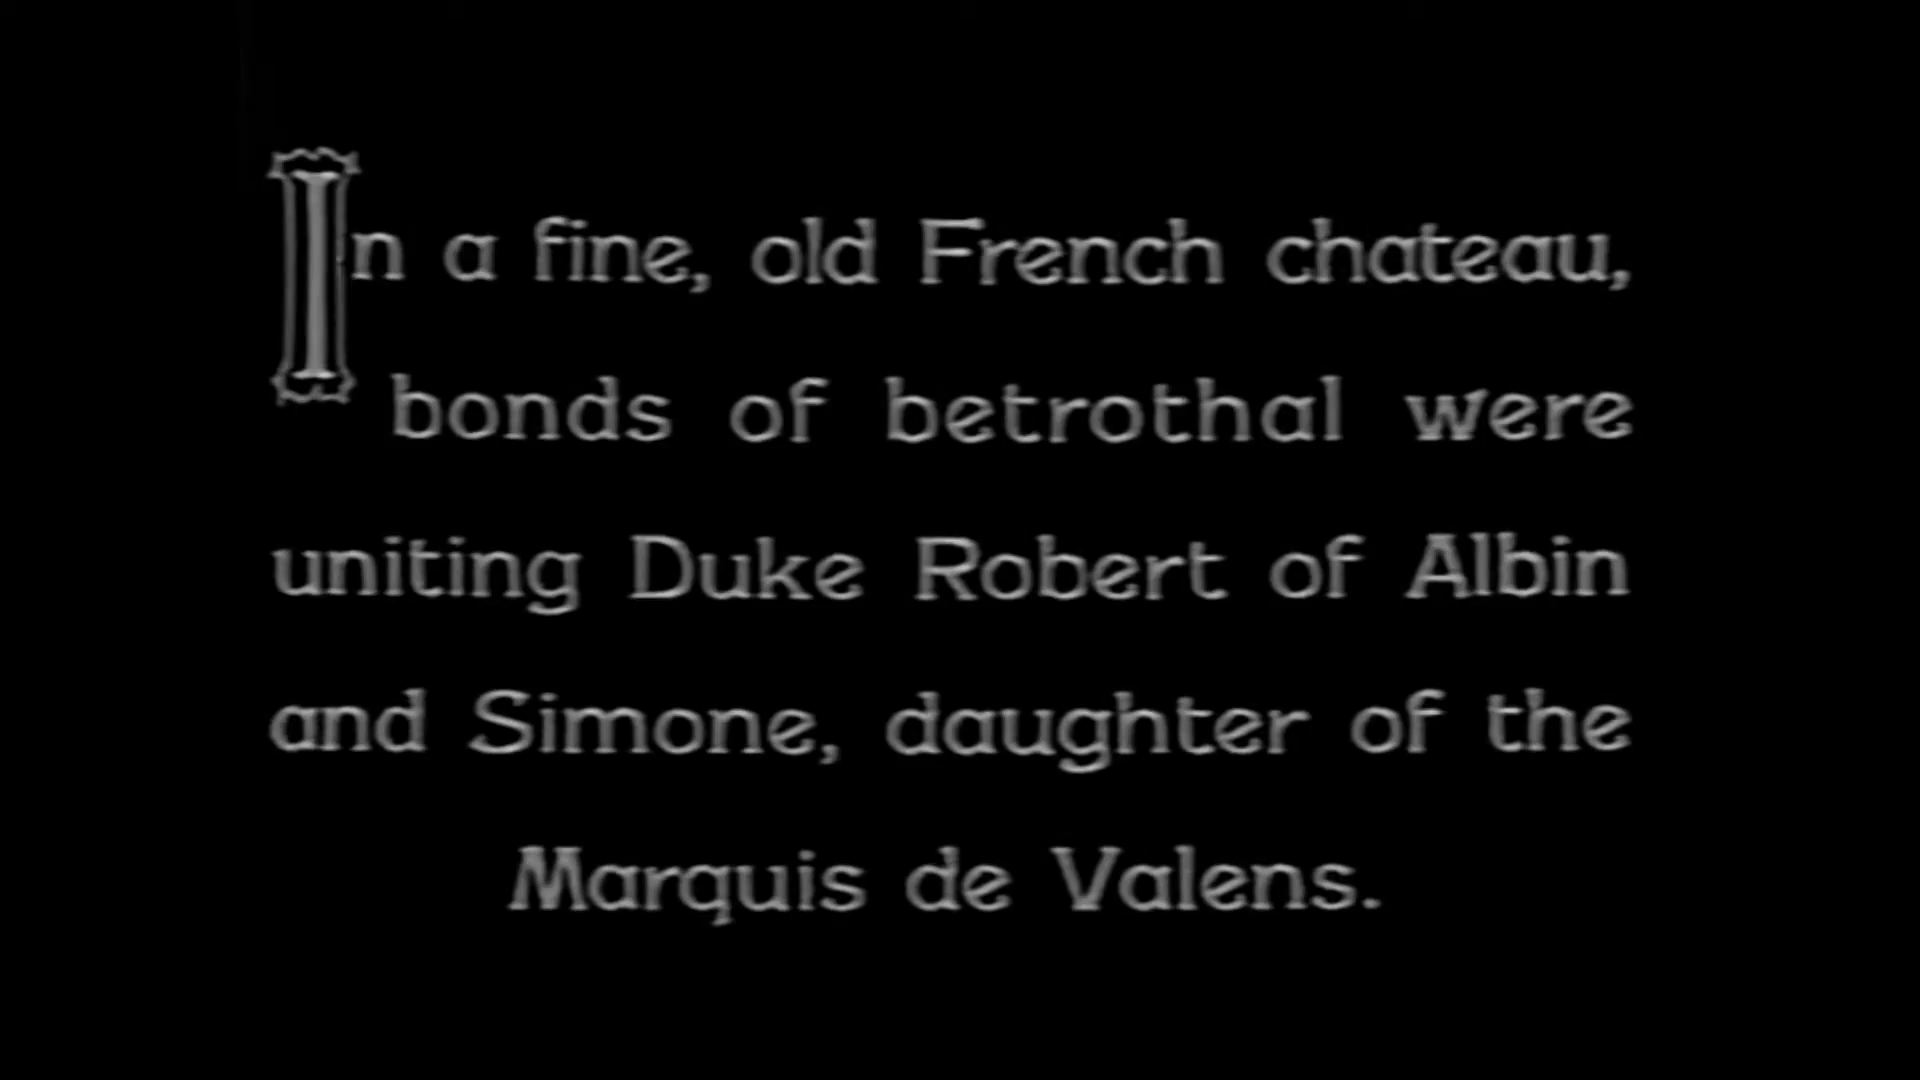 In a fine, old French chateau,
bonds of betrothal were
uniting Duke Robert of Albin
and Simone, daughter of the
Marquis de Valens.